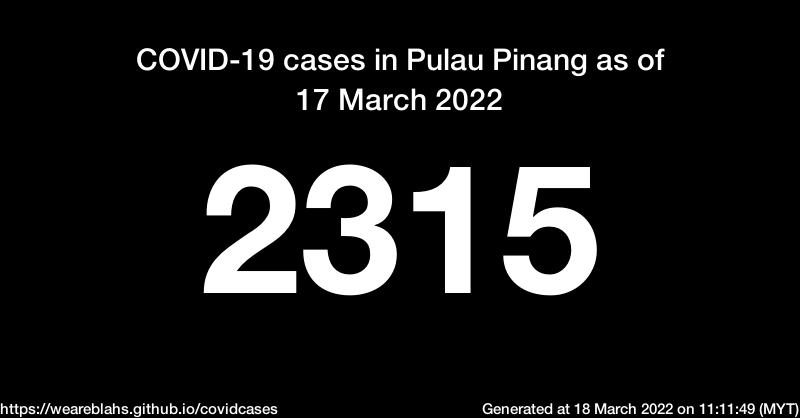 COVID-19 cases in Pulau Pinang as of
17 March 2022
2315
https://weareblahs.github.io/covidcases
Generated at 18 March 2022 on 11:11:49 (MYT)